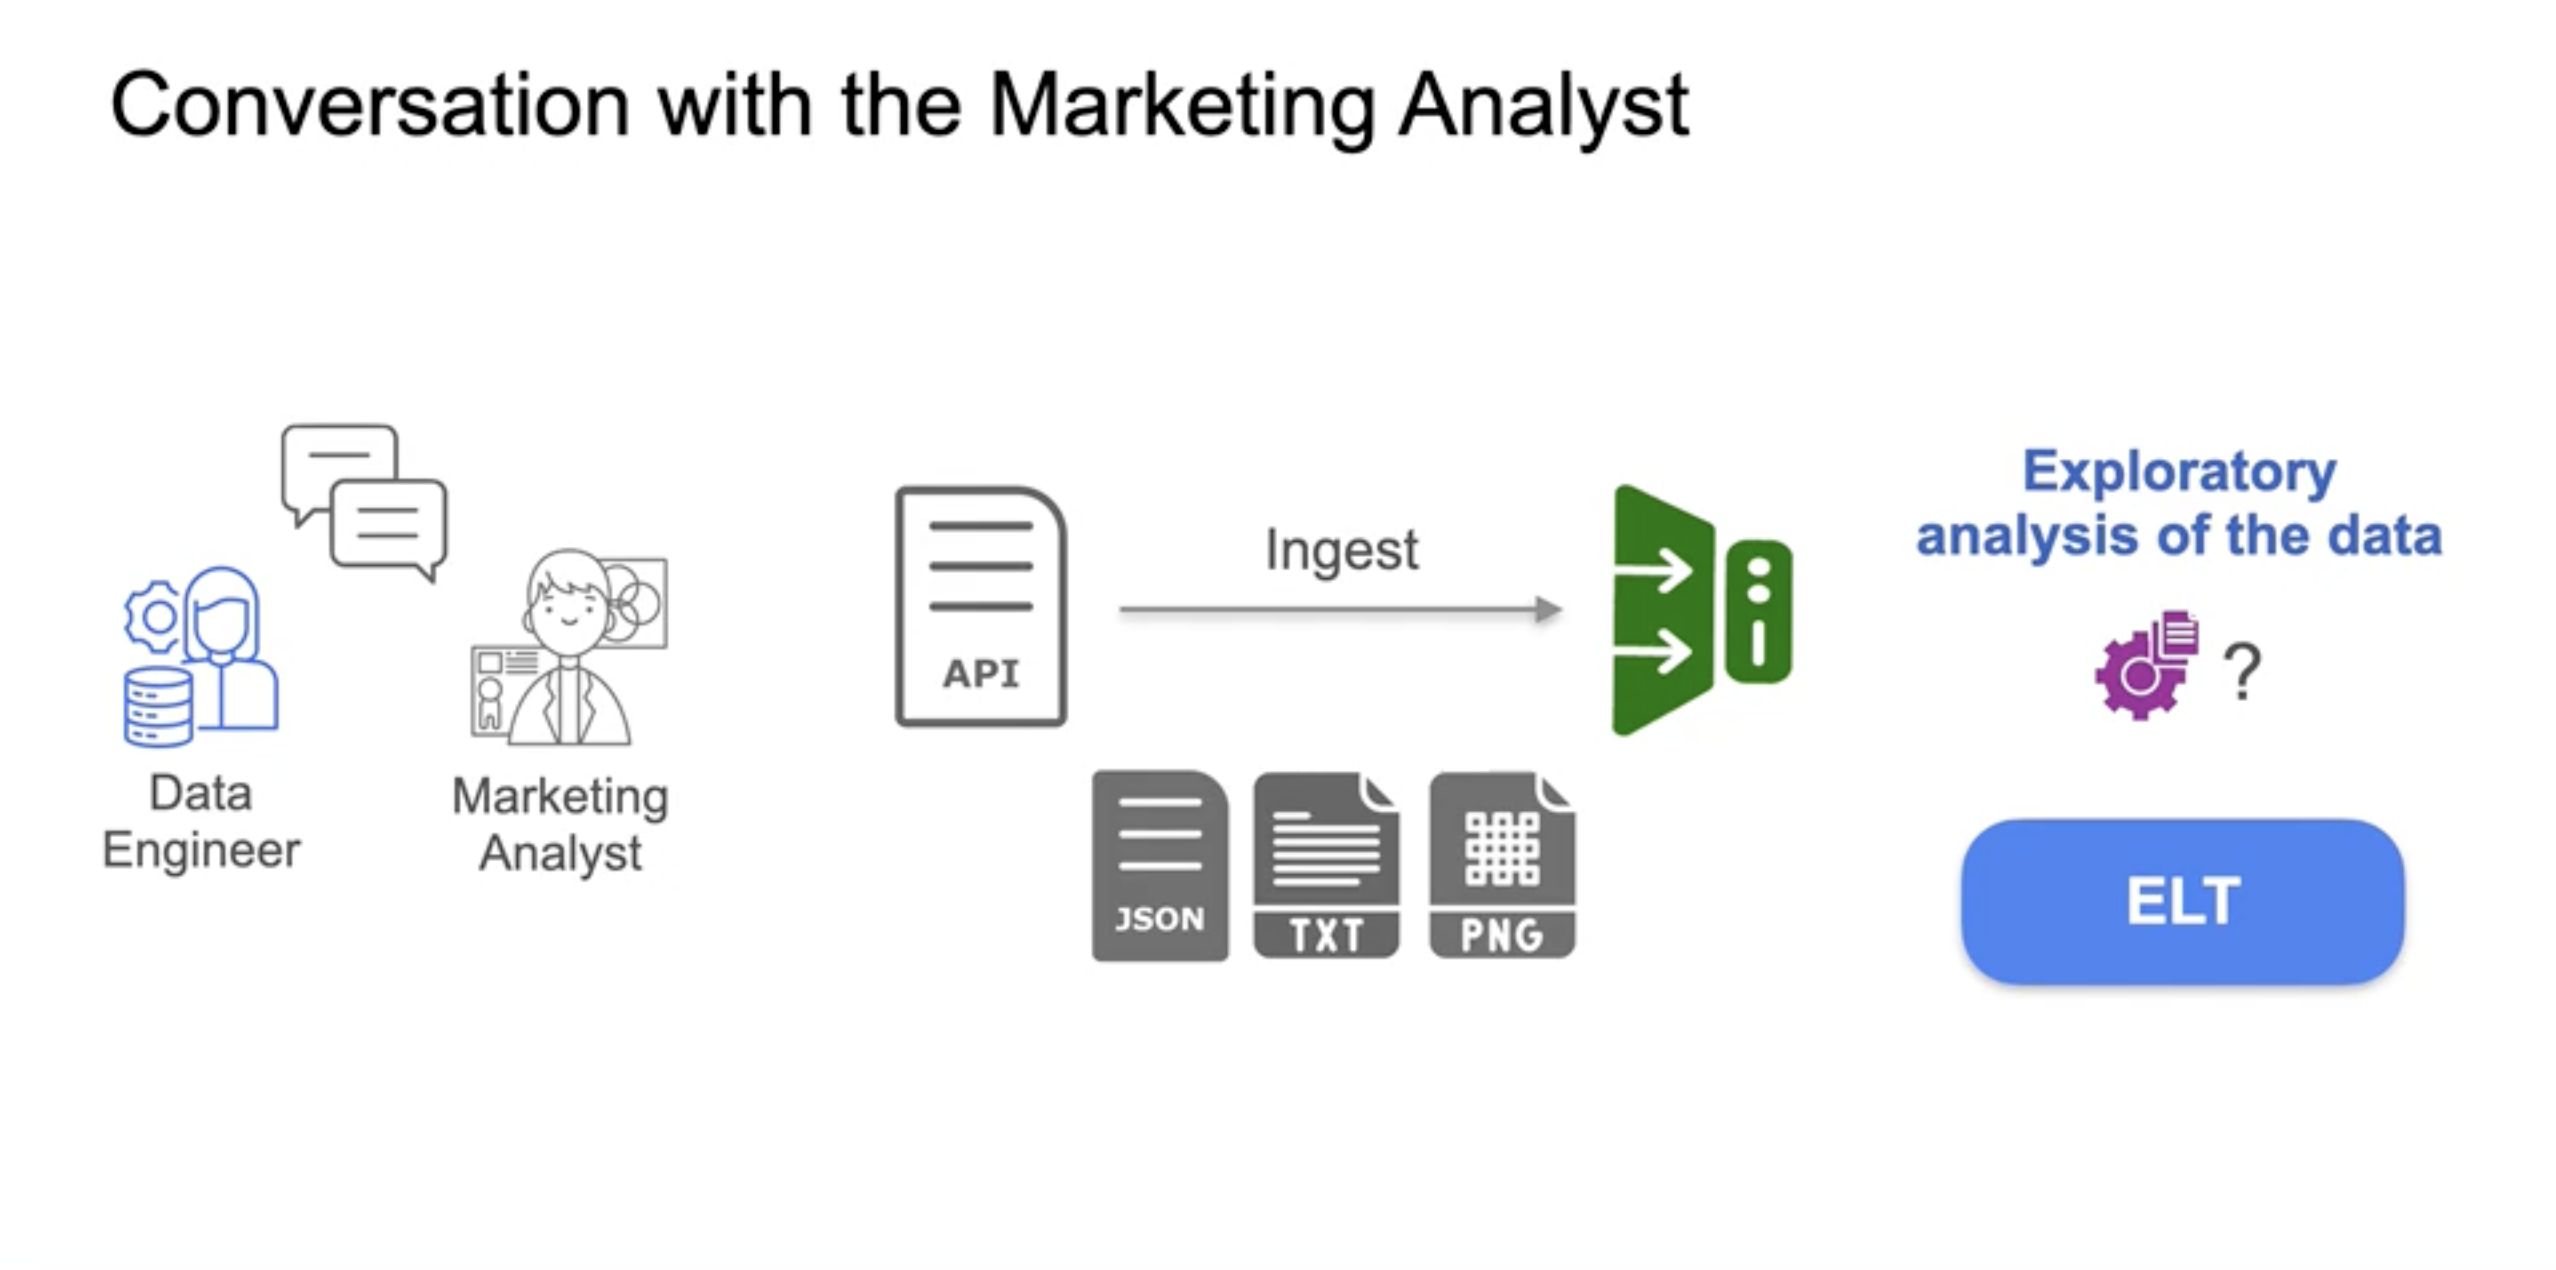 Conversation with the Marketing Analyst
Data
Engineer
Marketing
Analyst
API
Ingest
JSON
TXT
PNG
Exploratory
analysis of the data
?
ELT